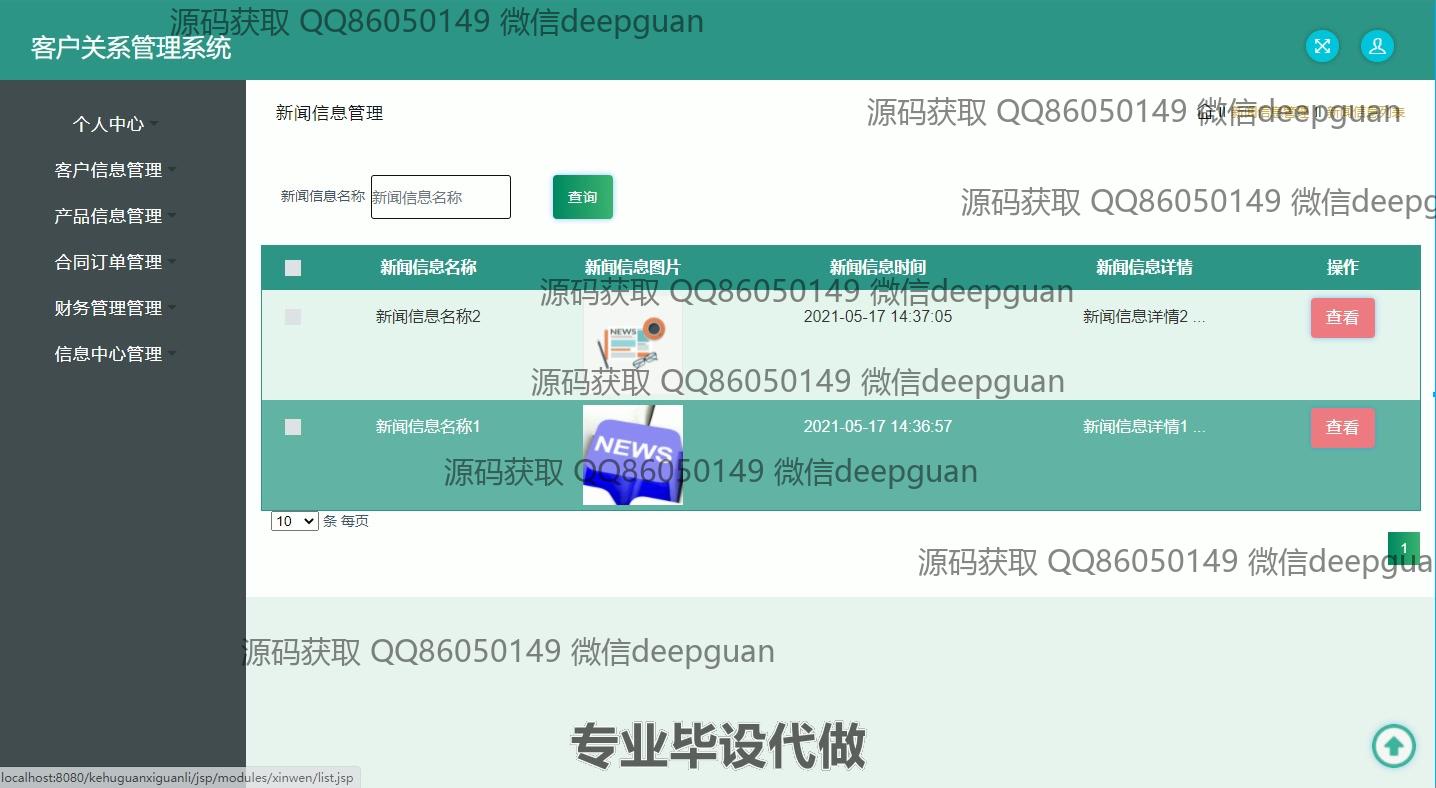 源码获取 QQ86050149 微信deepguan
客户关系管理系统
个人中心
客户信息管理
产品信息管理
合同订单管理
财务管理管理
信息中心管理
新闻信息管理
源码获取 QQ86050149 微信deepguan
新闻信息管理 // 新闻信息列表
新闻信息名称 新闻信息名称 查询
源码获取 QQ86050149 微信deepg
新闻信息名称 新闻信息图片 新闻信息时间 新闻信息详情 操作
源码获取 QQ86050149 微信deepguan
新闻信息名称2 NEWS 2021-05-17 14:37:05 新闻信息详情2 ... 查看
源码获取 QQ86050149 微信deepguan
新闻信息名称1 NEWS 2021-05-17 14:36:57 新闻信息详情1 ... 查看
源码获取 QQ86050149 微信deepguan
10 条 每页
1
源码获取 QQ86050149 微信deepgua
源码获取 QQ86050149 微信deepguan
专业毕设代做
localhost:8080/kehuguanxiguanli/jsp/modules/xinwen/list.jsp